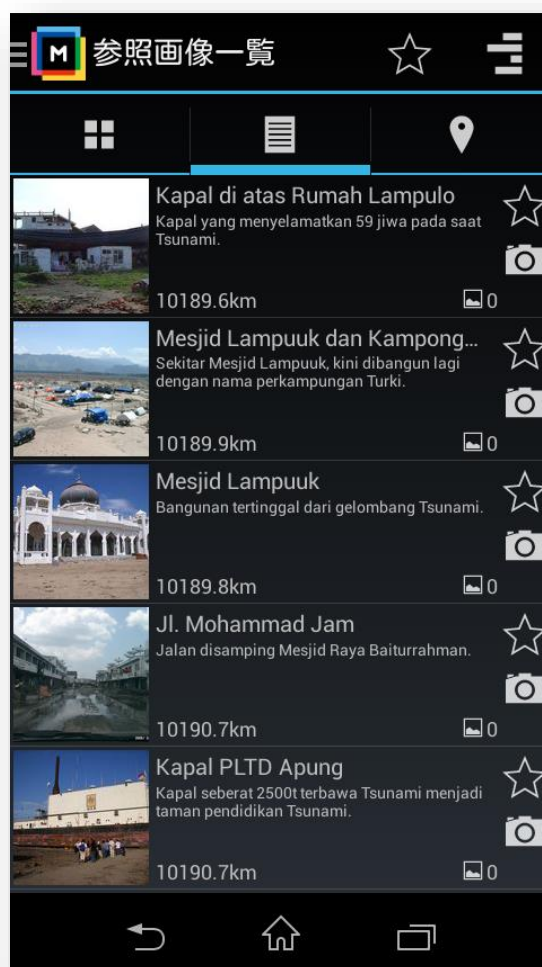 M 参照画像一覧
Kapal di atas Rumah Lampulo
Kapal yang menyelamatkan 59 jiwa pada saat
Tsunami.
10189.6km 0
Mesjid Lampuuk dan Kampong...
Sekitar Mesjid Lampuuk, kini dibangun lagi
dengan nama perkampungan Turki.
10189.9km 0
Mesjid Lampuuk
Bangunan tertinggal dari gelombang Tsunami.
10189.8km 0
Jl. Mohammad Jam
Jalan disamping Mesjid Raya Baiturrahman.
10190.7km 0
Kapal PLTD Apung
Kapal seberat 2500t terbawa Tsunami menjadi
taman pendidikan Tsunami.
10190.7km 0